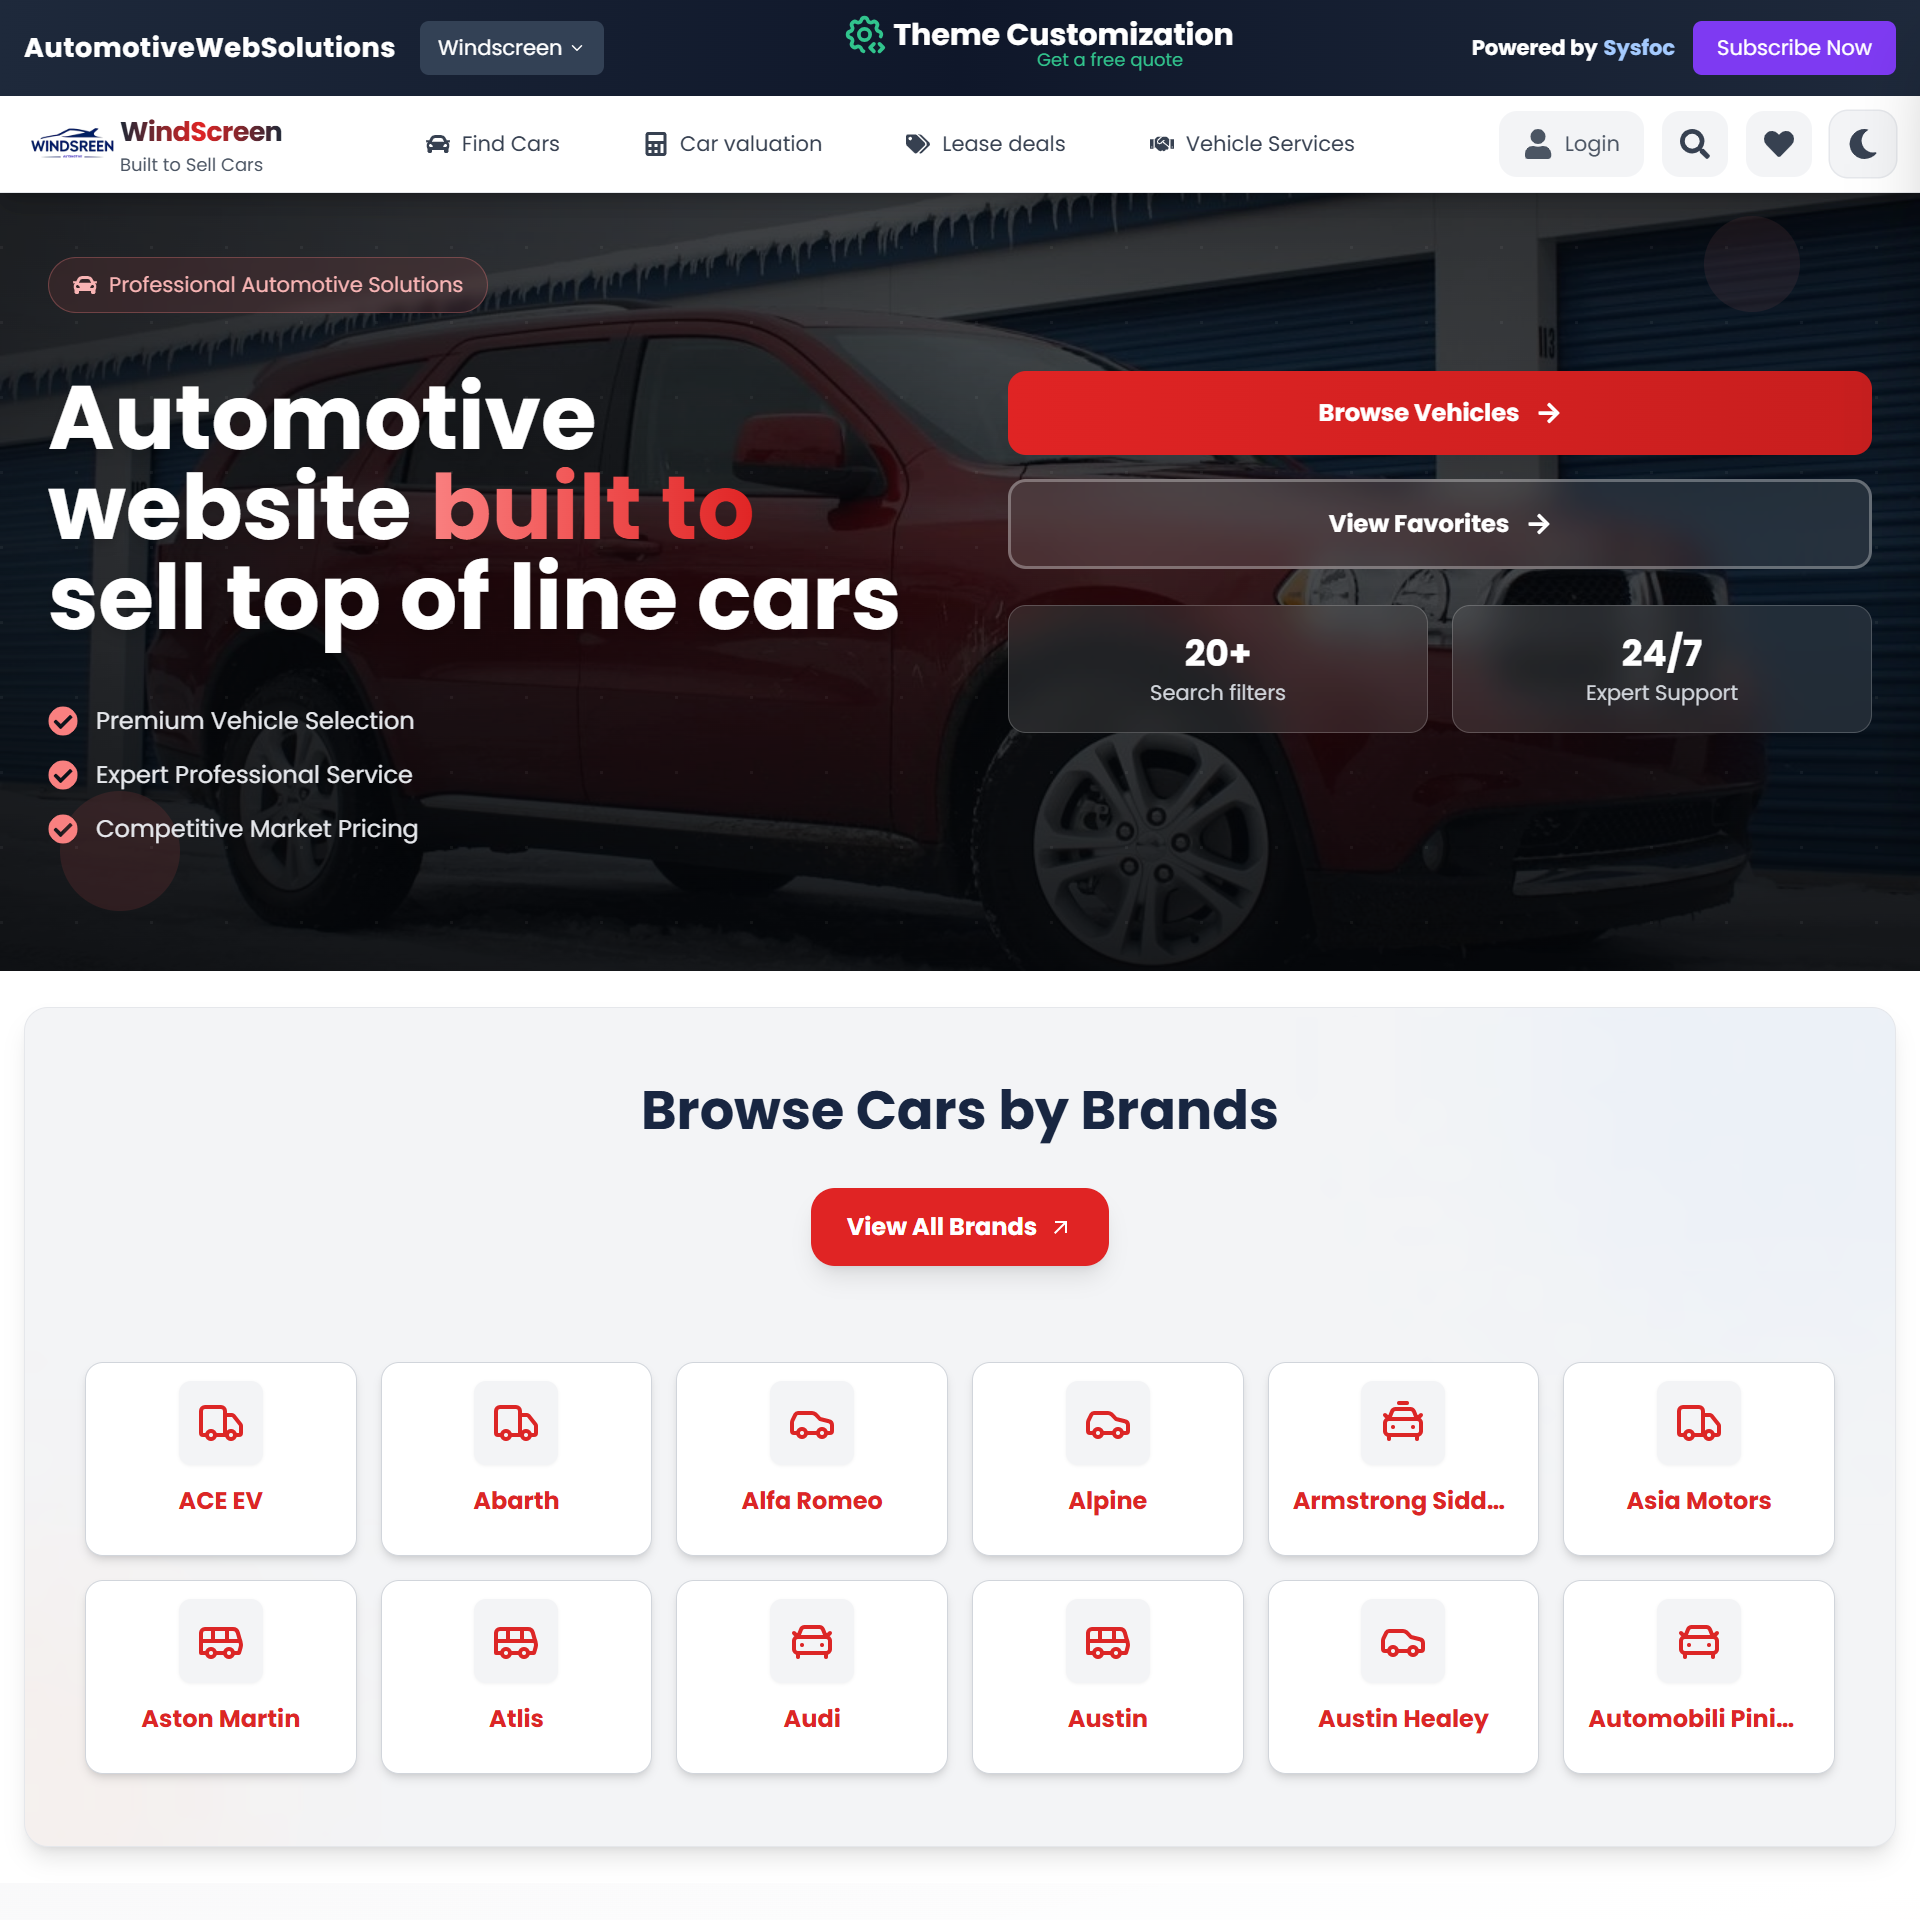 AutomotiveWebSolutions
Windscreen
Theme Customization
Get a free quote
Powered by Sysfoc
Subscribe Now
WINDSREEN
WindScreen
Built to Sell Cars
Find Cars
Car valuation
Lease deals
Vehicle Services
Login
Professional Automotive Solutions
Automotive
website built to
sell top of line cars
Premium Vehicle Selection
Expert Professional Service
Competitive Market Pricing
113
Browse Vehicles
View Favorites
20+
Search filters
24/7
Expert Support
Browse Cars by Brands
View All Brands
ACE EV
Abarth
Alfa Romeo
Alpine
Armstrong Sidd...
Asia Motors
Aston Martin
Atlis
Audi
Austin
Austin Healey
Automobili Pini...